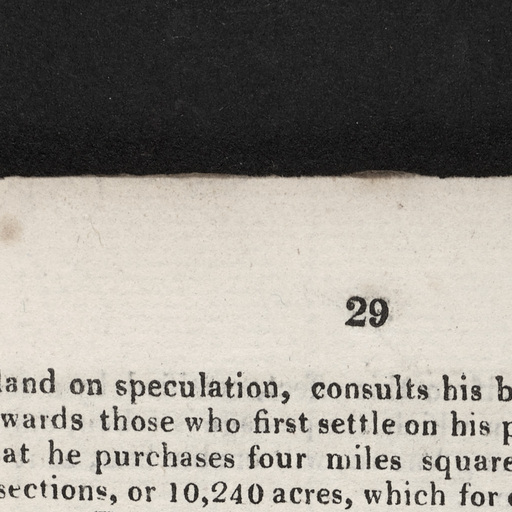 29
land on speculation, consults his
wards those who first settle on his
at he purchases four miles square
sections, or 10,240 acres, which for